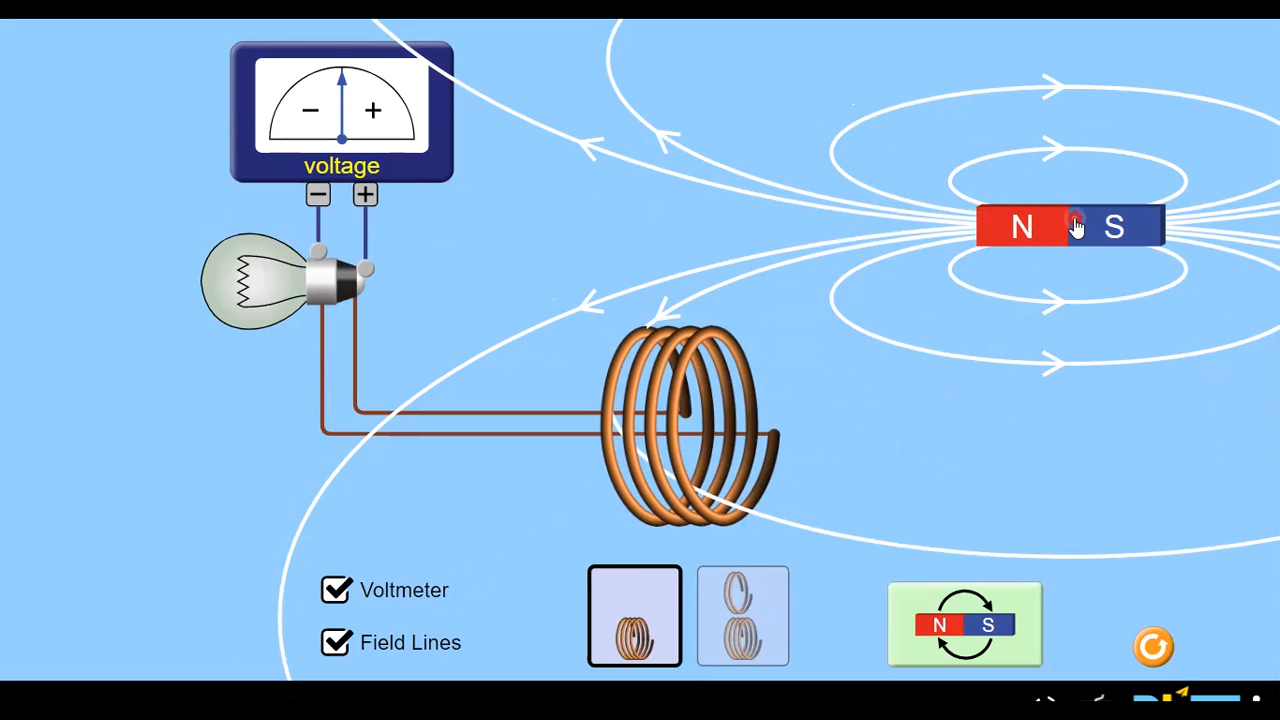 − +
voltage
− +
N S
Voltmeter
Field Lines
N S